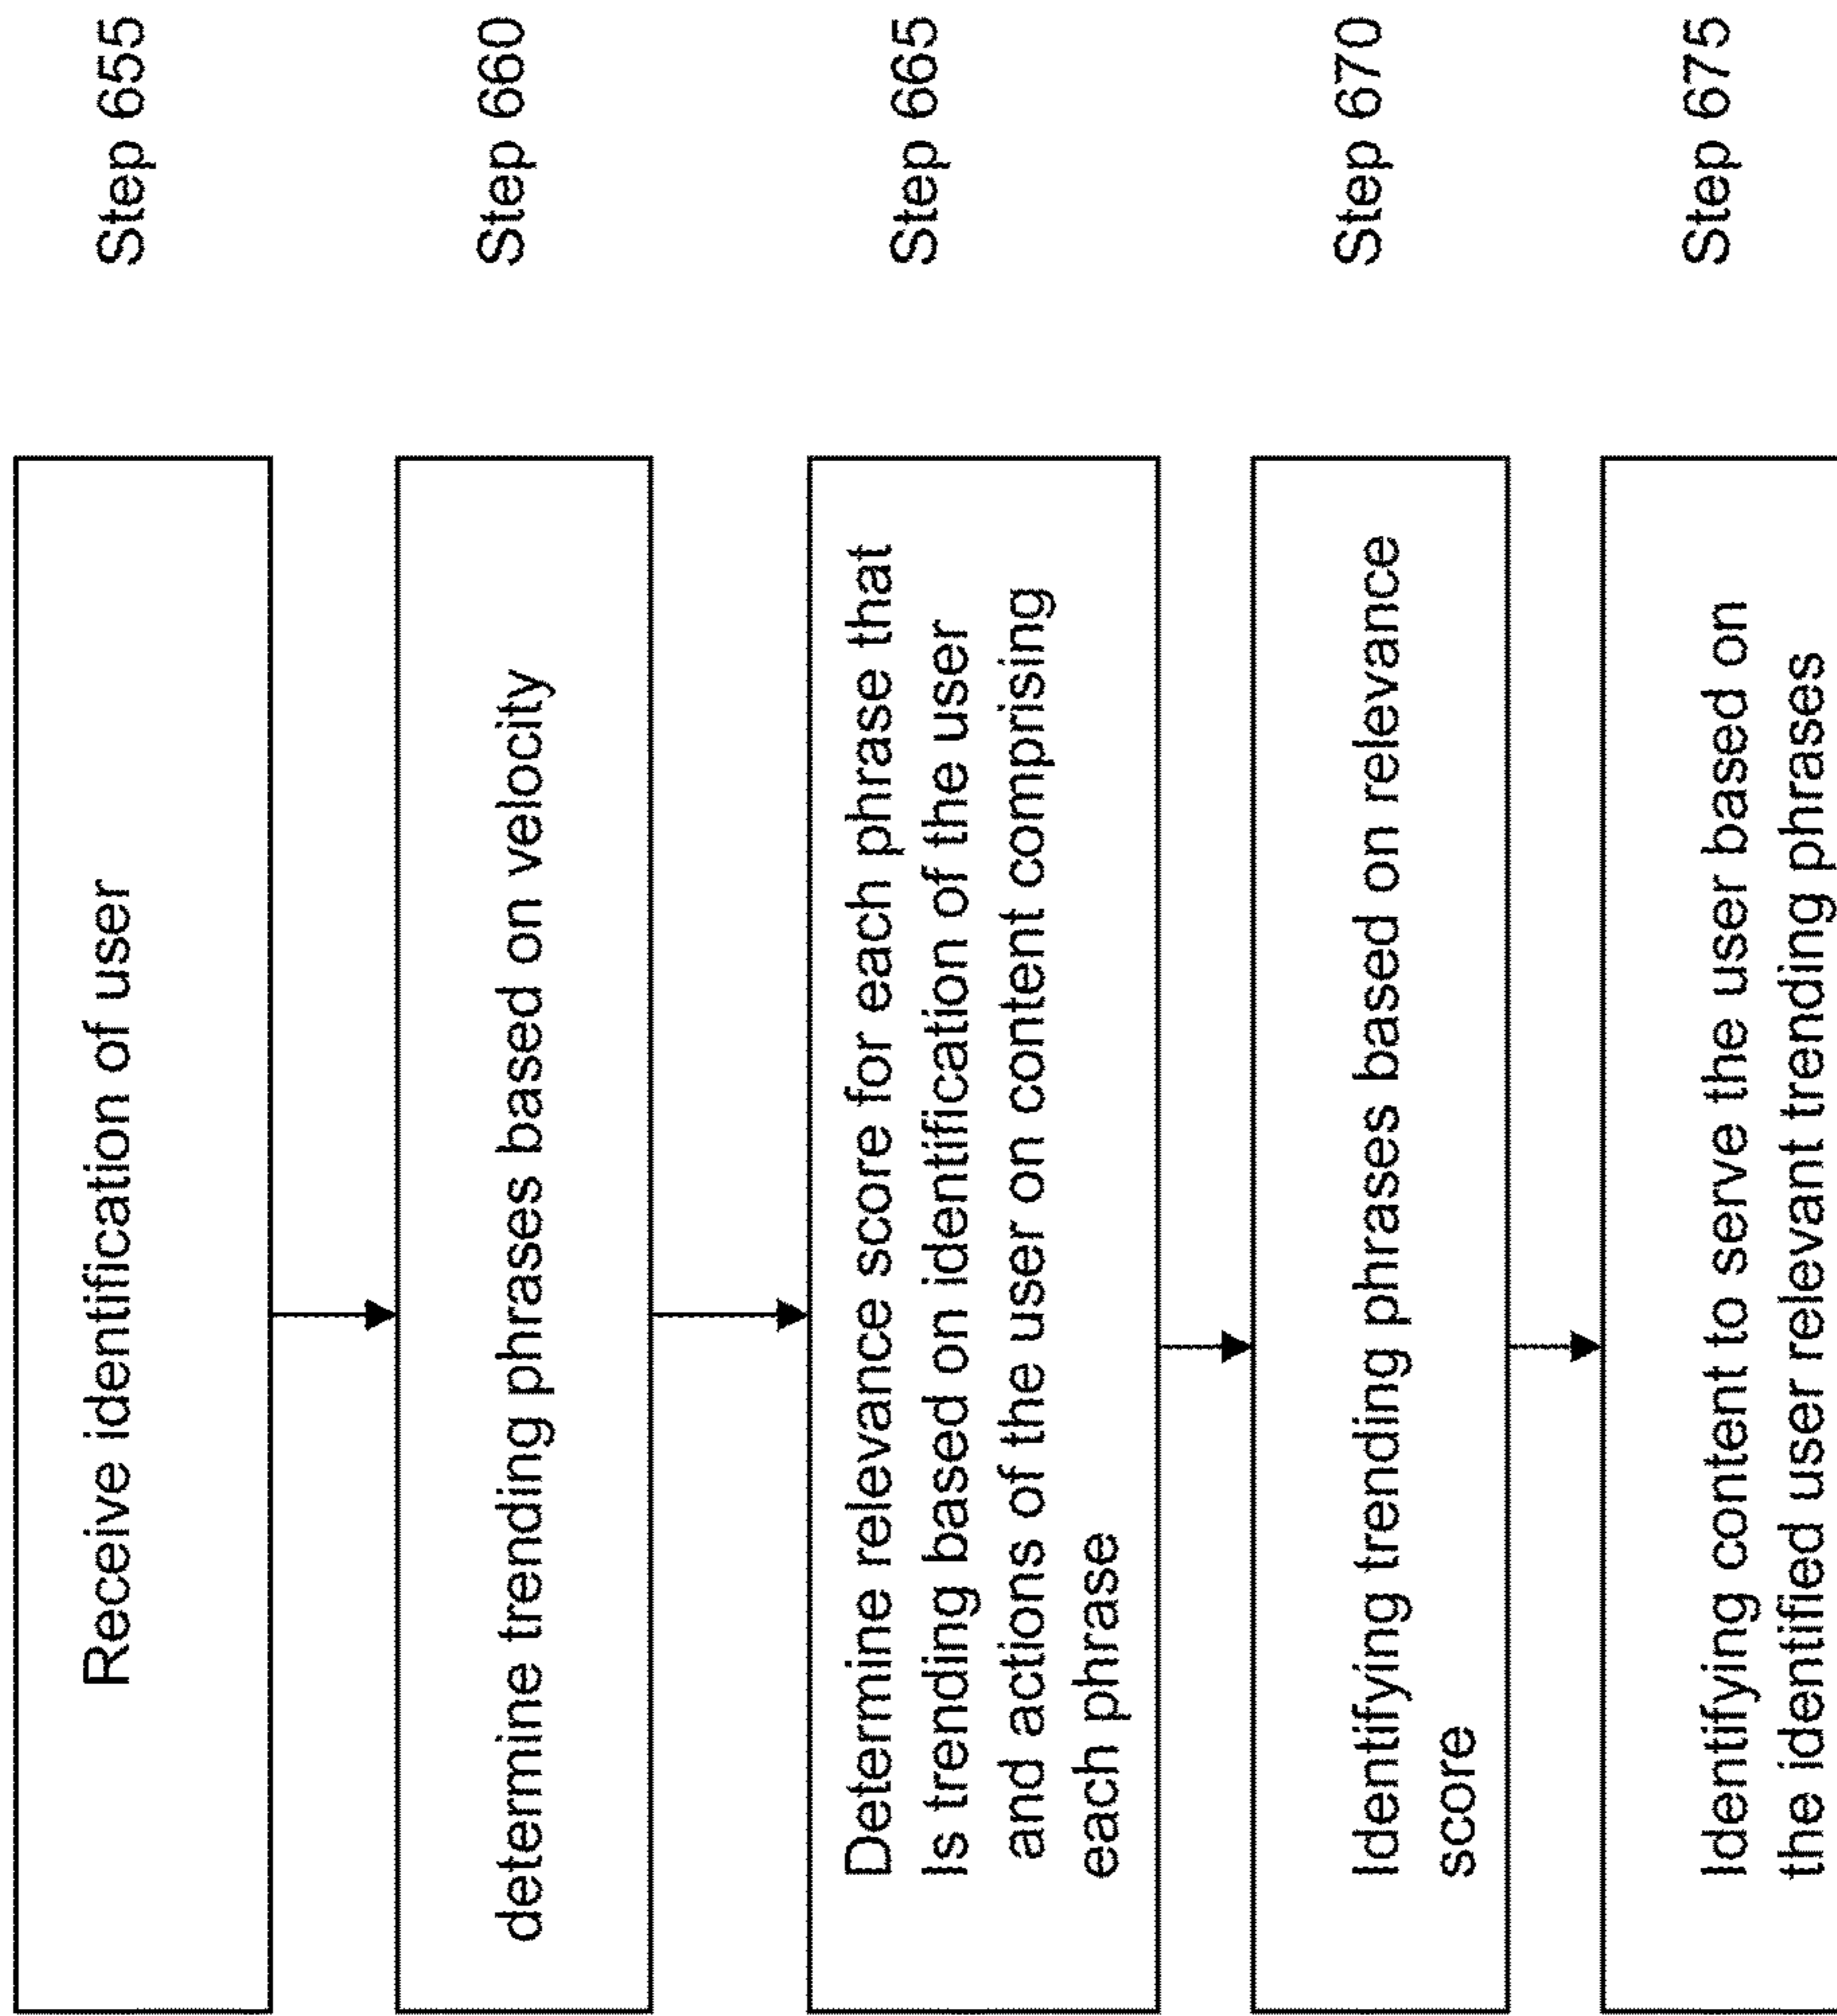 Receive identification of user
Step 655
determine trending phrases based on velocity
Step 660
Determine relevance score for each phrase that
Is trending based on identification of the user
and actions of the user on content comprising
each phrase
Step 665
Identifying trending phrases based on relevance
score
Step 670
Identifying content to serve the user based on
the identified user relevant trending phrases
Step 675